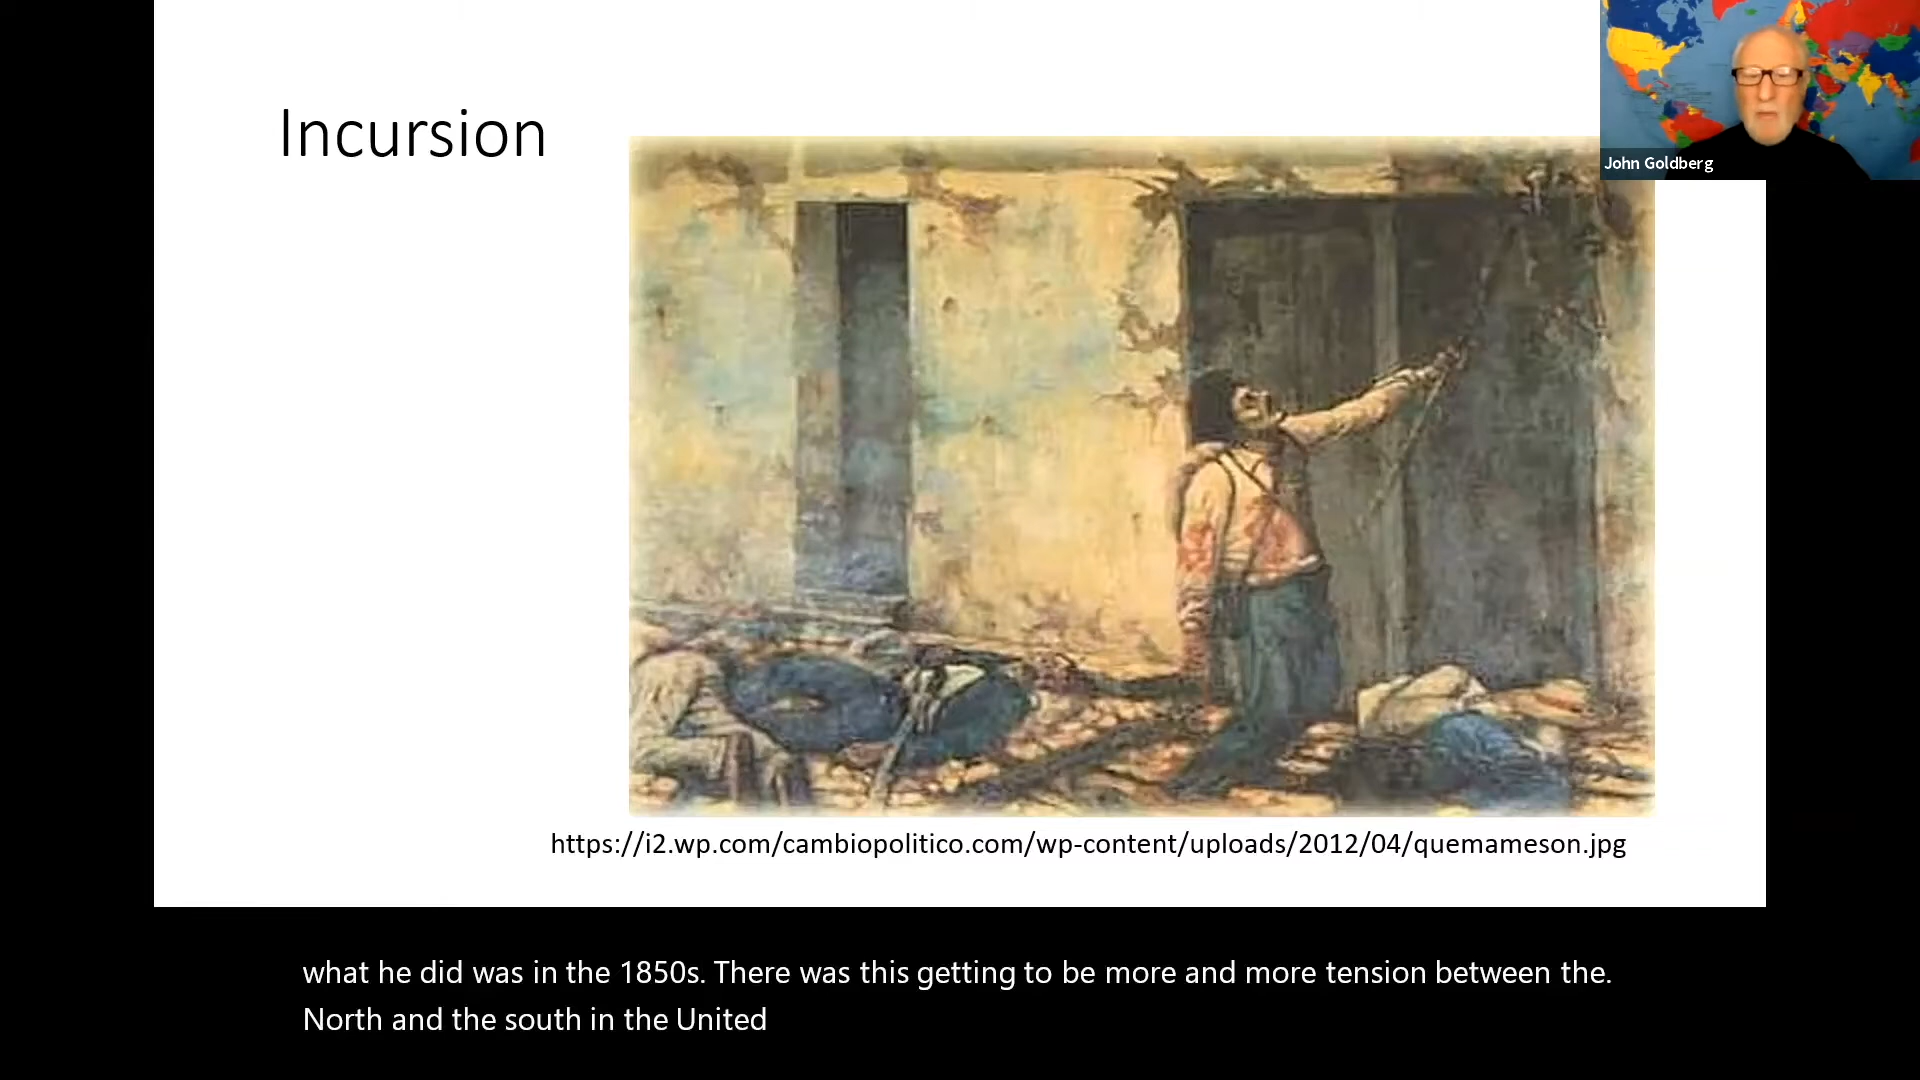 Incursion
John Goldberg
https://i2.wp.com/cambiopolitico.com/wp-content/uploads/2012/04/quemameson.jpg
what he did was in the 1850s. There was this getting to be more and more tension between the.
North and the south in the United